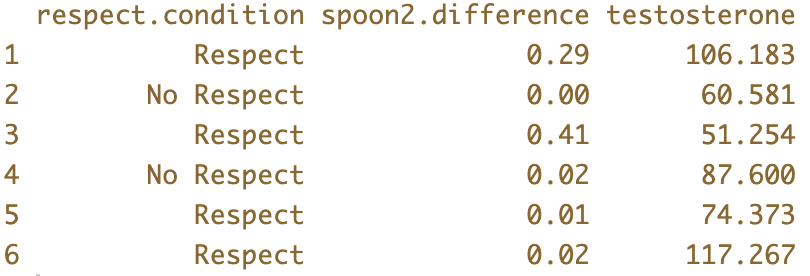 respect.condition spoon2.difference testosterone
1 Respect 0.29 106.183
2 No Respect 0.00 60.581
3 Respect 0.41 51.254
4 No Respect 0.02 87.600
5 Respect 0.01 74.373
6 Respect 0.02 117.267